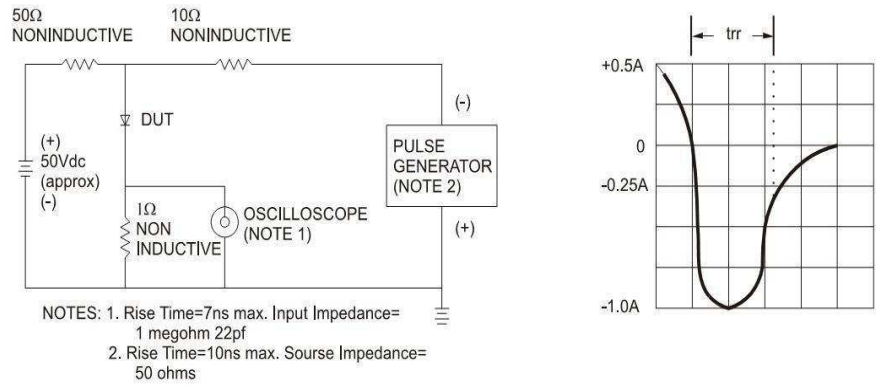 50Ω
NONINDUCTIVE
10Ω
NONINDUCTIVE
DUT
(+)
50Vdc
(approx)
(-)
1Ω
NON
INDUCTIVE
OSCILLOSCOPE
(NOTE 1)
(-)
PULSE
GENERATOR
(NOTE 2)
(+)
NOTES: 1. Rise Time=7ns max. Input Impedance=
1 megohm 22pf
2. Rise Time=10ns max. Sourse Impedance=
50 ohms
trr
+0.5A
0
-0.25A
-1.0A